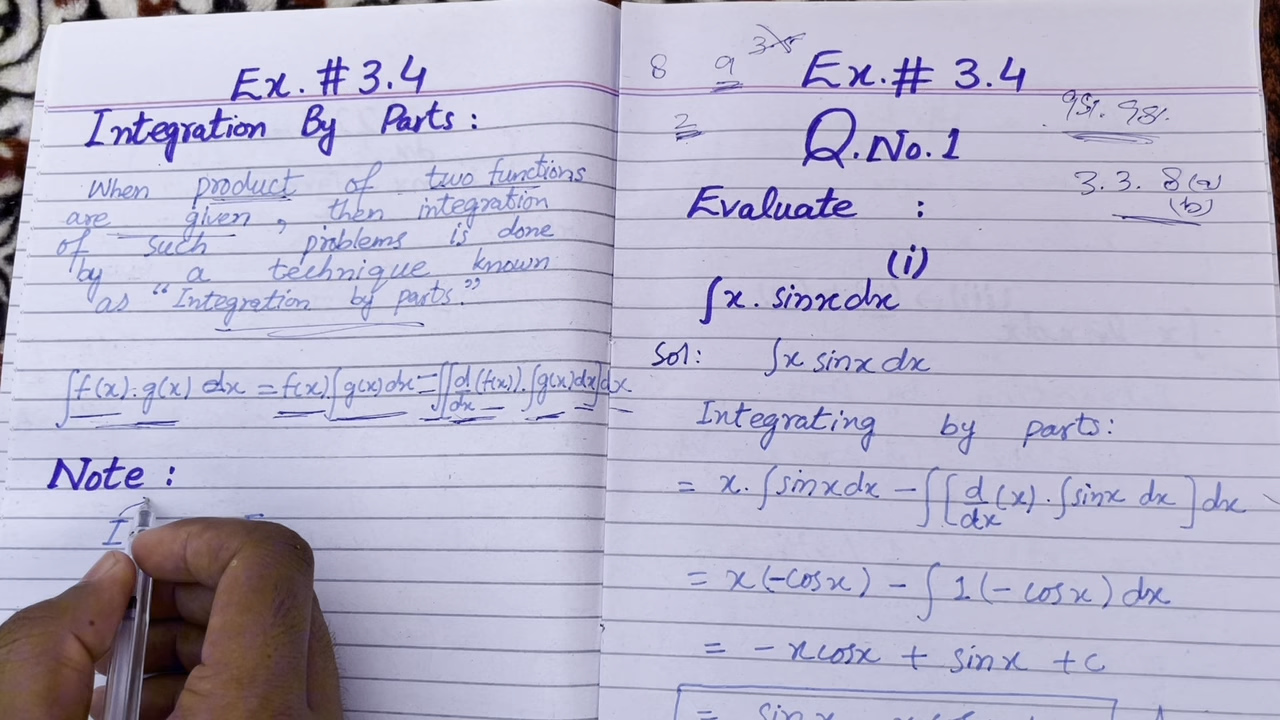 Ex. # 3.4
Integration By Parts :
When product of two functions
are given, then integration
of such problems is done
by a technique known
as "Integration by parts."
∫f(x).g(x) dx = f(x)∫g(x)dx - ∫[d/dx (f(x)).∫g(x)dx]dx
Note :
I
8 9
2
Ex. # 3.4
Q.No.1
3.3. 8(a)
(b)
Evaluate :
(i)
∫x. sinx dx
Sol: ∫x sinx dx
Integrating by parts:
= x.∫sinx dx - ∫[d/dx (x).∫sinx dx]dx
= x(-cosx) - ∫1(-cosx) dx
= -xcosx + sinx + c
= sinx